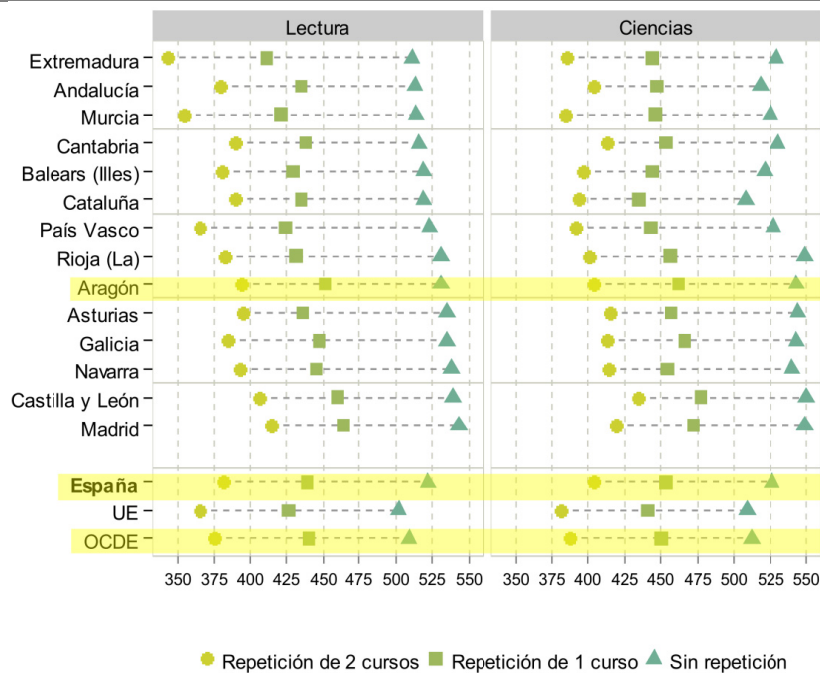 Lectura Ciencias
Extremadura
Andalucía
Murcia
Cantabria
Balears (Illes)
Cataluña
País Vasco
Rioja (La)
Aragón
Asturias
Galicia
Navarra
Castilla y León
Madrid
España
UE
OCDE
350 375 400 425 450 475 500 525 550 350 375 400 425 450 475 500 525 550
Repetición de 2 cursos Repetición de 1 curso Sin repetición